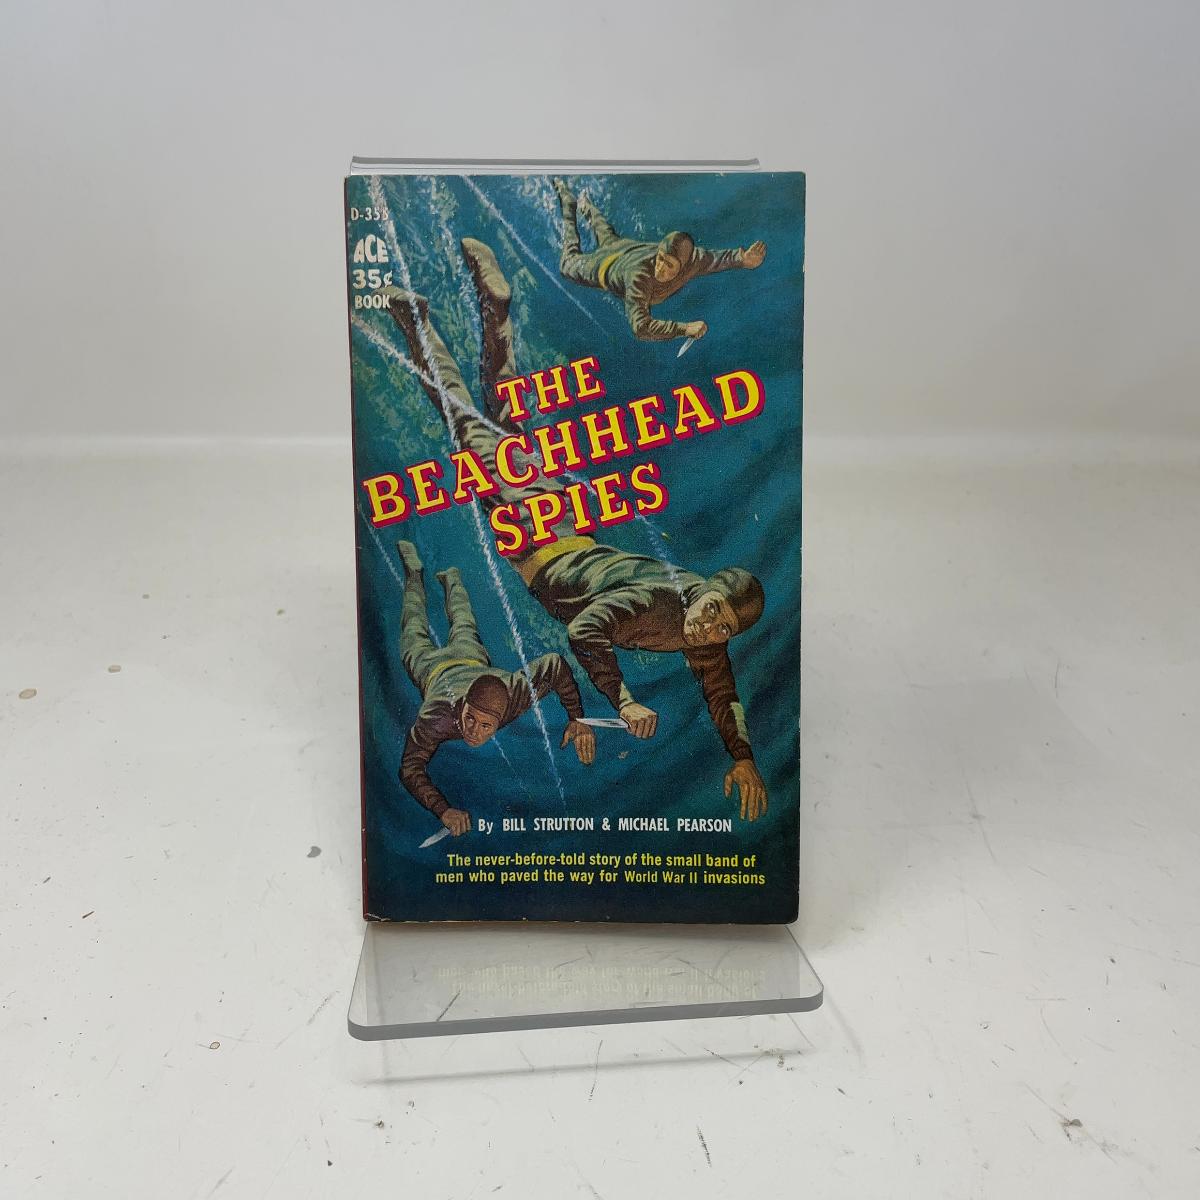 D-358
ACE
35¢
BOOK
THE
BEACHHEAD
SPIES
By BILL STRUTTON & MICHAEL PEARSON
The never-before-told story of the small band of
men who paved the way for World War II invasions